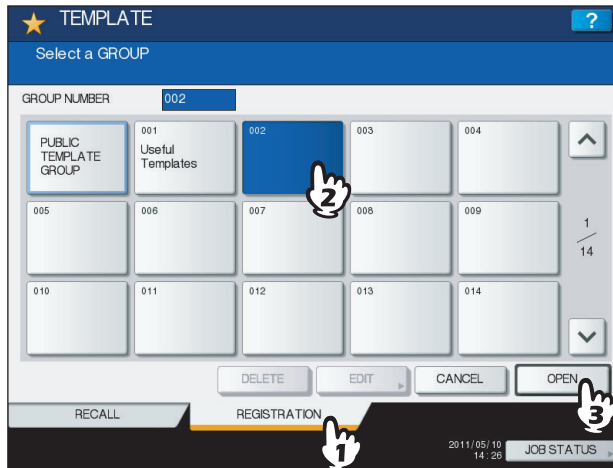 TEMPLATE
?
Select a GROUP
GROUP NUMBER 002
PUBLIC
TEMPLATE
GROUP
001
Useful
Templates
002
2
003
004
005
006
007
008
009
1
14
010
011
012
013
014
DELETE
EDIT
CANCEL
OPEN
3
RECALL
REGISTRATION
1
2011/05/10
14:26
JOB STATUS